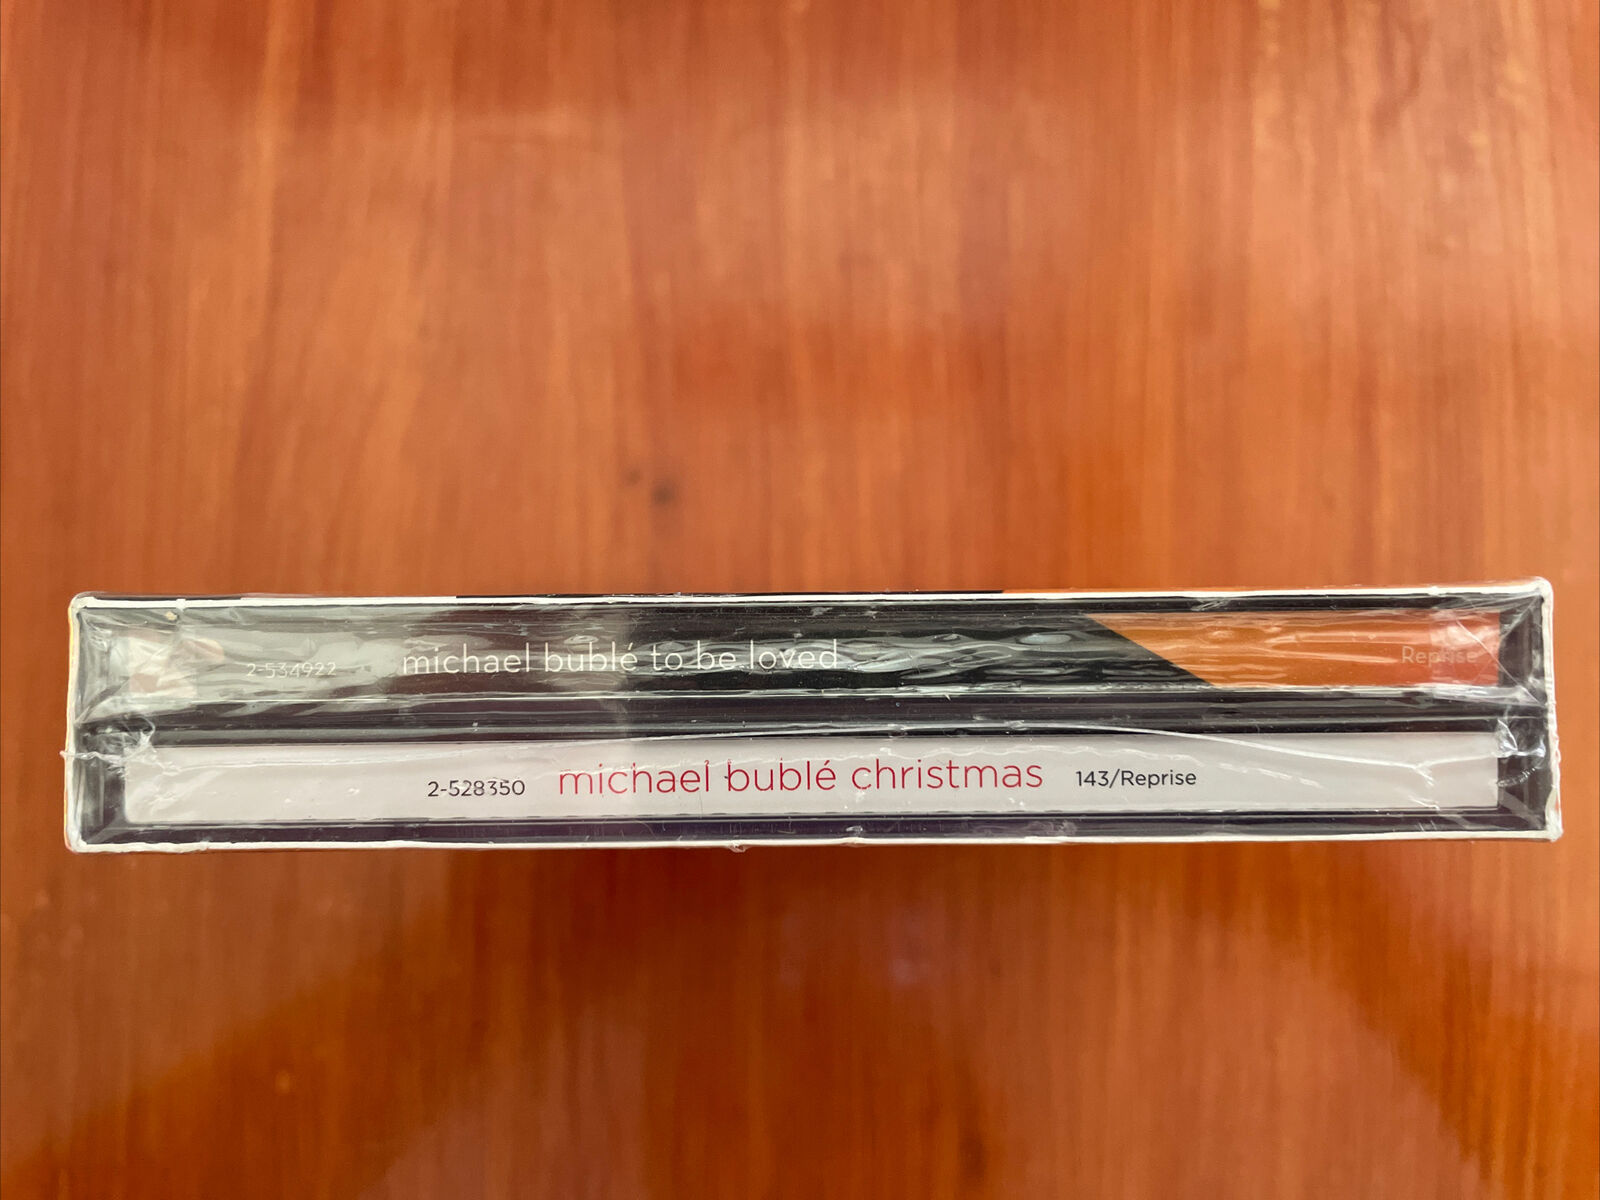 2-534922 michael bublé to be loved Reprise
2-528350 michael bublé christmas 143/Reprise